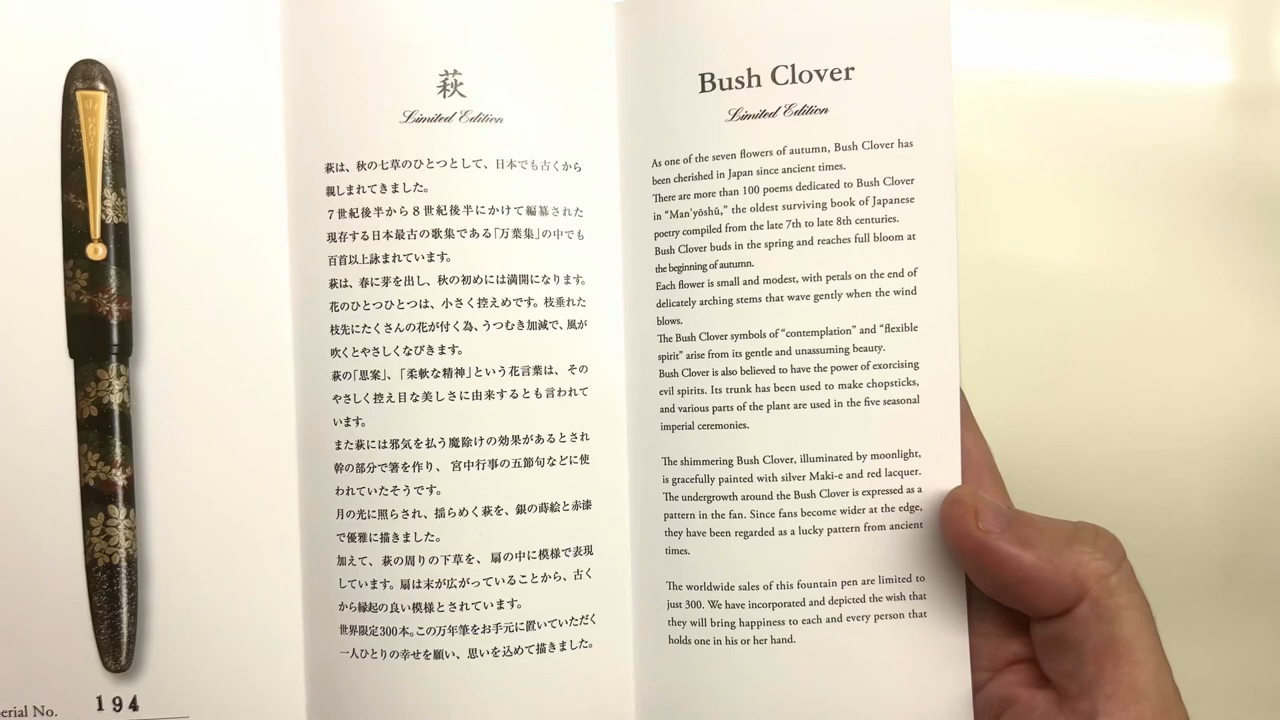 萩
Limited Edition
萩は、秋の七草のひとつとして、日本でも古くから
親しまれてきました。
7世紀後半から8世紀後半にかけて編纂された
現存する日本最古の歌集である「万葉集」の中でも
百首以上詠まれています。
萩は、春に芽を出し、秋の初めには満開になります。
花のひとつひとつは、小さく控えめです。枝垂れた
枝先にたくさんの花が付く為、うつむき加減で、風が
吹くとやさしくなびきます。
萩の「思案」、「柔軟な精神」という花言葉は、その
やさしく控え目な美しさに由来するとも言われて
います。
また萩には邪気を払う魔除けの効果があるとされ
幹の部分で箸を作り、宮中行事の五節句などに使
われていたそうです。
月の光に照らされ、揺らめく萩を、銀の蒔絵と赤漆
で優雅に描きました。
加えて、萩の周りの下草を、扇の中に模様で表現
しています。扇は末が広がっていることから、古く
から縁起の良い模様とされています。
世界限定300本。この万年筆をお手元に置いていただく
一人ひとりの幸せを願い、思いを込めて描きました。
Bush Clover
Limited Edition
As one of the seven flowers of autumn, Bush Clover has
been cherished in Japan since ancient times.
There are more than 100 poems dedicated to Bush Clover
in “Man'yōshū,” the oldest surviving book of Japanese
poetry compiled from the late 7th to late 8th centuries.
Bush Clover buds in the spring and reaches full bloom at
the beginning of autumn.
Each flower is small and modest, with petals on the end of
delicately arching stems that wave gently when the wind
blows.
The Bush Clover symbols of “contemplation” and “flexible
spirit” arise from its gentle and unassuming beauty.
Bush Clover is also believed to have the power of exorcising
evil spirits. Its trunk has been used to make chopsticks,
and various parts of the plant are used in the five seasonal
imperial ceremonies.
The shimmering Bush Clover, illuminated by moonlight,
is gracefully painted with silver Maki-e and red lacquer.
The undergrowth around the Bush Clover is expressed as a
pattern in the fan. Since fans become wider at the edge,
they have been regarded as a lucky pattern from ancient
times.
The worldwide sales of this fountain pen are limited to
just 300. We have incorporated and depicted the wish that
they will bring happiness to each and every person that
holds one in his or her hand.
erial No. 194